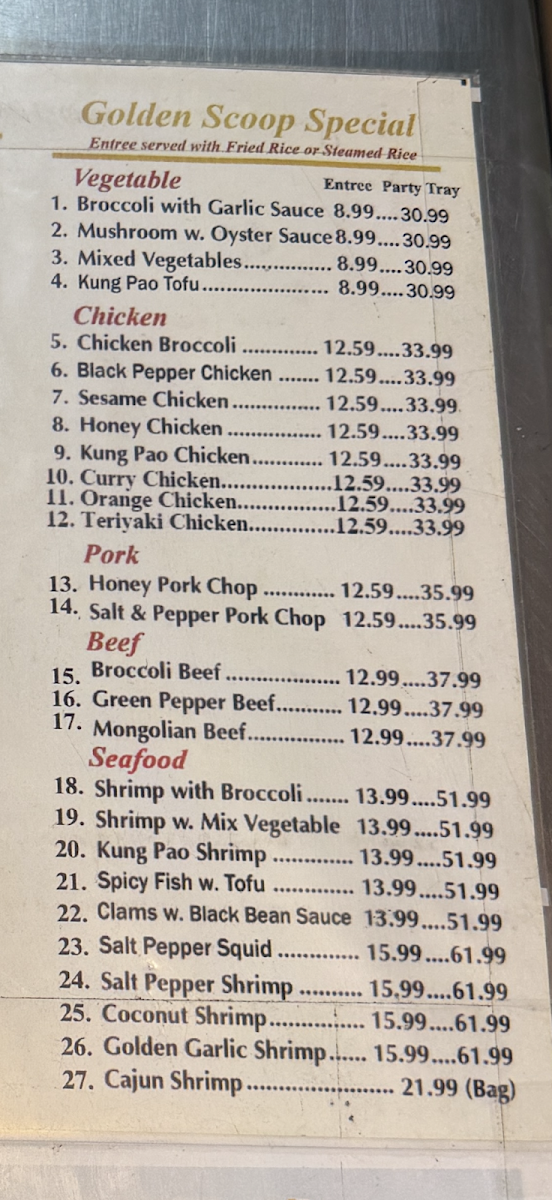 Golden Scoop Special
Entree served with Fried Rice or Steamed Rice
Vegetable Entree Party Tray
1. Broccoli with Garlic Sauce 8.99....30.99
2. Mushroom w. Oyster Sauce 8.99....30.99
3. Mixed Vegetables............... 8.99....30.99
4. Kung Pao Tofu..................... 8.99....30.99
Chicken
5. Chicken Broccoli ............. 12.59....33.99
6. Black Pepper Chicken ....... 12.59....33.99
7. Sesame Chicken ............... 12.59....33.99
8. Honey Chicken ................ 12.59....33.99
9. Kung Pao Chicken............ 12.59....33.99
10. Curry Chicken...................12.59....33.99
11. Orange Chicken.................12.59....33.99
12. Teriyaki Chicken...............12.59....33.99
Pork
13. Honey Pork Chop ............ 12.59....35.99
14. Salt & Pepper Pork Chop 12.59....35.99
Beef
15. Broccoli Beef .................... 12.99....37.99
16. Green Pepper Beef........... 12.99....37.99
17. Mongolian Beef................. 12.99....37.99
Seafood
18. Shrimp with Broccoli ....... 13.99....51.99
19. Shrimp w. Mix Vegetable 13.99....51.99
20. Kung Pao Shrimp ............. 13.99....51.99
21. Spicy Fish w. Tofu ............. 13.99....51.99
22. Clams w. Black Bean Sauce 13.99....51.99
23. Salt Pepper Squid ............. 15.99....61.99
24. Salt Pepper Shrimp .......... 15.99....61.99
25. Coconut Shrimp................ 15.99....61.99
26. Golden Garlic Shrimp...... 15.99....61.99
27. Cajun Shrimp......................... 21.99 (Bag)